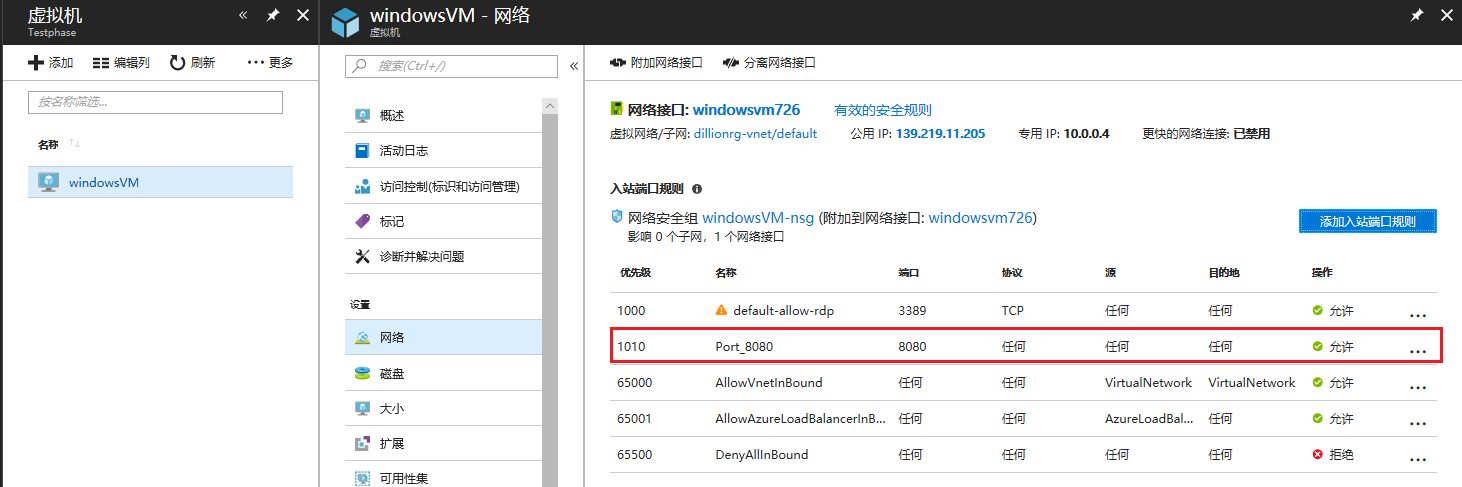 虚拟机
Testphase
添加 编辑列 刷新 ··· 更多
按名称筛选...
名称
windowsVM
windowsVM - 网络
虚拟机
搜索(Ctrl+/)
概述
活动日志
访问控制(标识和访问管理)
标记
诊断并解决问题
设置
网络
磁盘
大小
扩展
可用性集
附加网络接口 分离网络接口
网络接口: windowsvm726 有效的安全规则
虚拟网络/子网: dillionrg-vnet/default 公用 IP: 139.219.11.205 专用 IP: 10.0.0.4 更快的网络连接: 已禁用
入站端口规则
网络安全组 windowsVM-nsg (附加到网络接口: windowsvm726)
影响 0 个子网，1 个网络接口
添加入站端口规则
优先级 名称 端口 协议 源 目的地 操作
1000 default-allow-rdp 3389 TCP 任何 任何 允许 ...
1010 Port_8080 8080 任何 任何 任何 允许 ...
65000 AllowVnetInBound 任何 任何 VirtualNetwork VirtualNetwork 允许 ...
65001 AllowAzureLoadBalancerInB... 任何 任何 AzureLoadBal... 任何 允许 ...
65500 DenyAllInBound 任何 任何 任何 任何 拒绝 ...